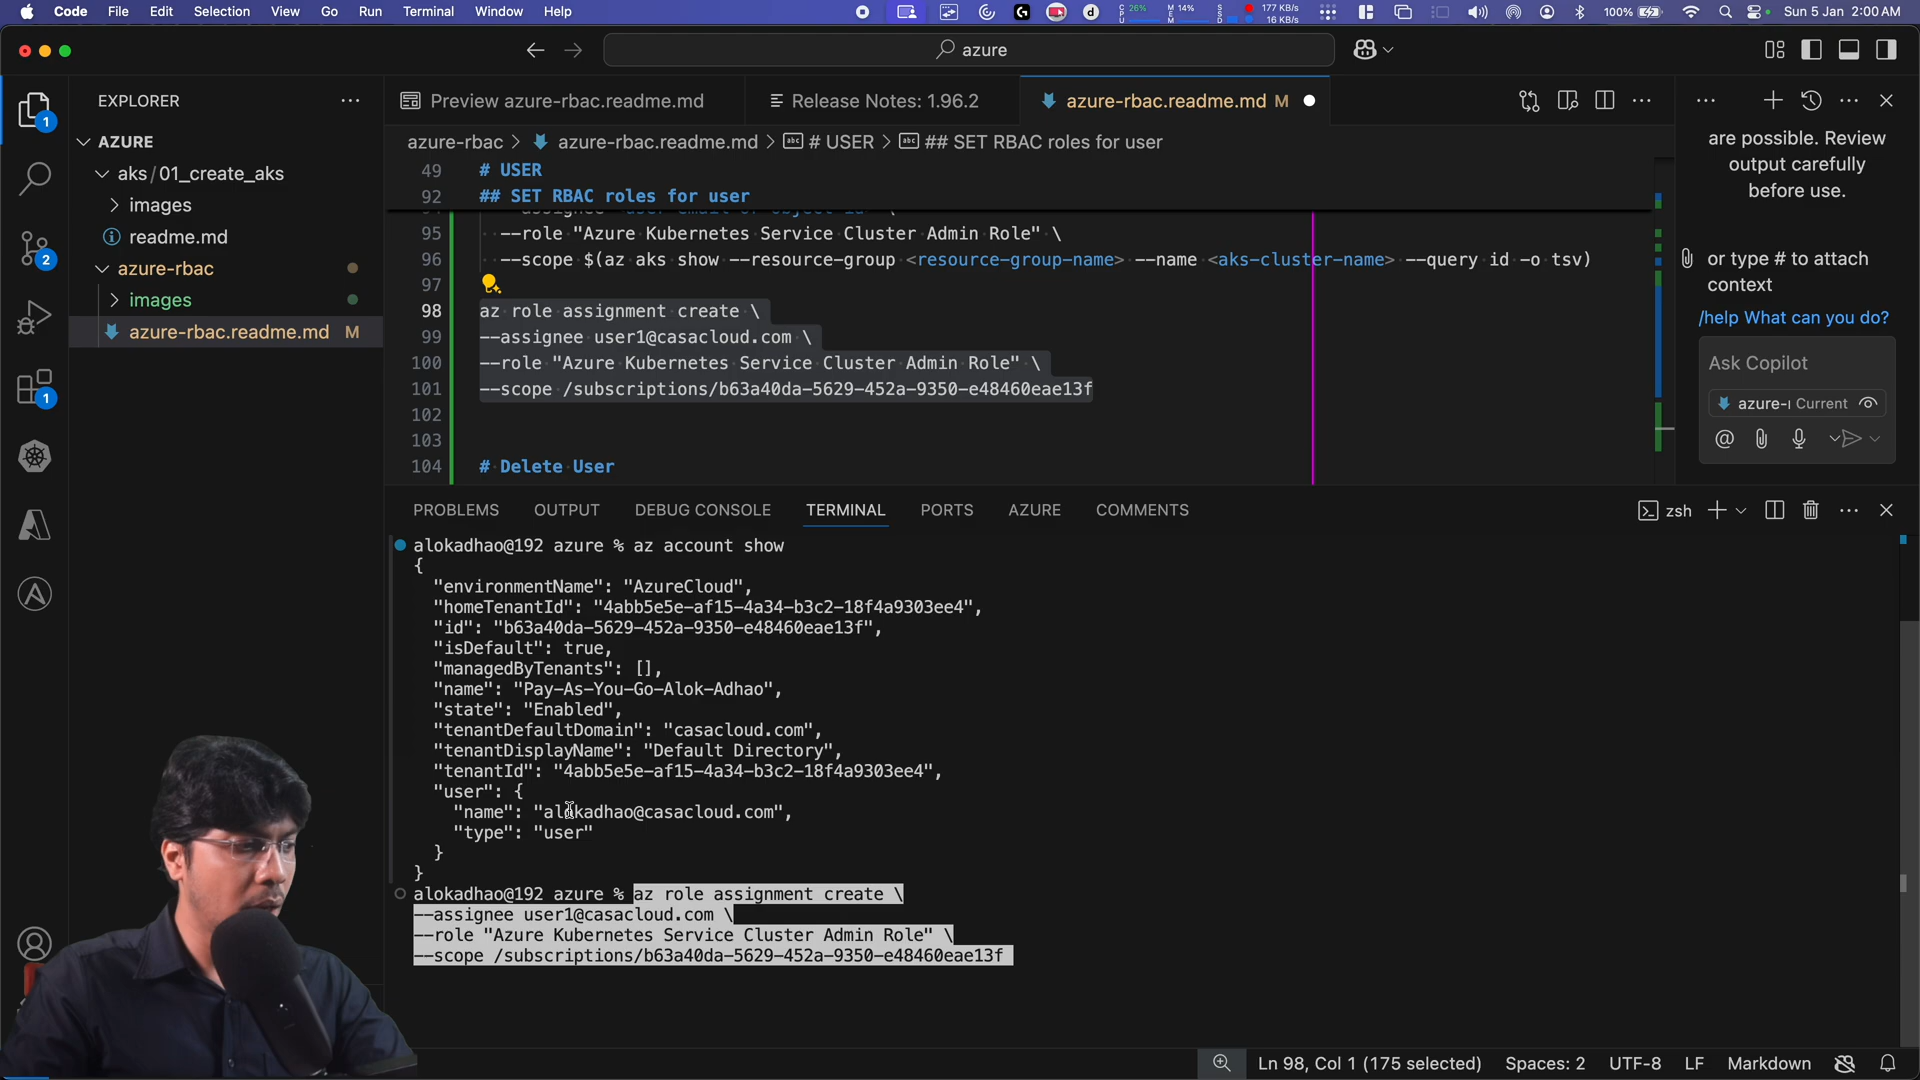 Code File Edit Selection View Go Run Terminal Window Help
26% 14% 177 KB/s 16 KB/s 100% Sun 5 Jan 2:00 AM
azure
EXPLORER
AZURE
aks/01_create_aks
images
readme.md
azure-rbac
images
azure-rbac.readme.md M
1
2
1
Preview azure-rbac.readme.md
Release Notes: 1.96.2
azure-rbac.readme.md M
azure-rbac > azure-rbac.readme.md > # USER > ## SET RBAC roles for user
49 # USER
92 ## SET RBAC roles for user
95 --role "Azure Kubernetes Service Cluster Admin Role" \
96 --scope $(az aks show --resource-group <resource-group-name> --name <aks-cluster-name> --query id -o tsv)
97
98 az role assignment create \
99 --assignee user1@casacloud.com \
100 --role "Azure Kubernetes Service Cluster Admin Role" \
101 --scope /subscriptions/b63a40da-5629-452a-9350-e48460eae13f
102
103
104 # Delete User
are possible. Review
output carefully
before use.
or type # to attach
context
/help What can you do?
Ask Copilot
azure-r Current
PROBLEMS OUTPUT DEBUG CONSOLE TERMINAL PORTS AZURE COMMENTS
zsh
alokadhao@192 azure % az account show
{
"environmentName": "AzureCloud",
"homeTenantId": "4abb5e5e-af15-4a34-b3c2-18f4a9303ee4",
"id": "b63a40da-5629-452a-9350-e48460eae13f",
"isDefault": true,
"managedByTenants": [],
"name": "Pay-As-You-Go-Alok-Adhao",
"state": "Enabled",
"tenantDefaultDomain": "casacloud.com",
"tenantDisplayName": "Default Directory",
"tenantId": "4abb5e5e-af15-4a34-b3c2-18f4a9303ee4",
"user": {
"name": "alokadhao@casacloud.com",
"type": "user"
}
}
alokadhao@192 azure % az role assignment create \
--assignee user1@casacloud.com \
--role "Azure Kubernetes Service Cluster Admin Role" \
--scope /subscriptions/b63a40da-5629-452a-9350-e48460eae13f
Ln 98, Col 1 (175 selected) Spaces: 2 UTF-8 LF Markdown